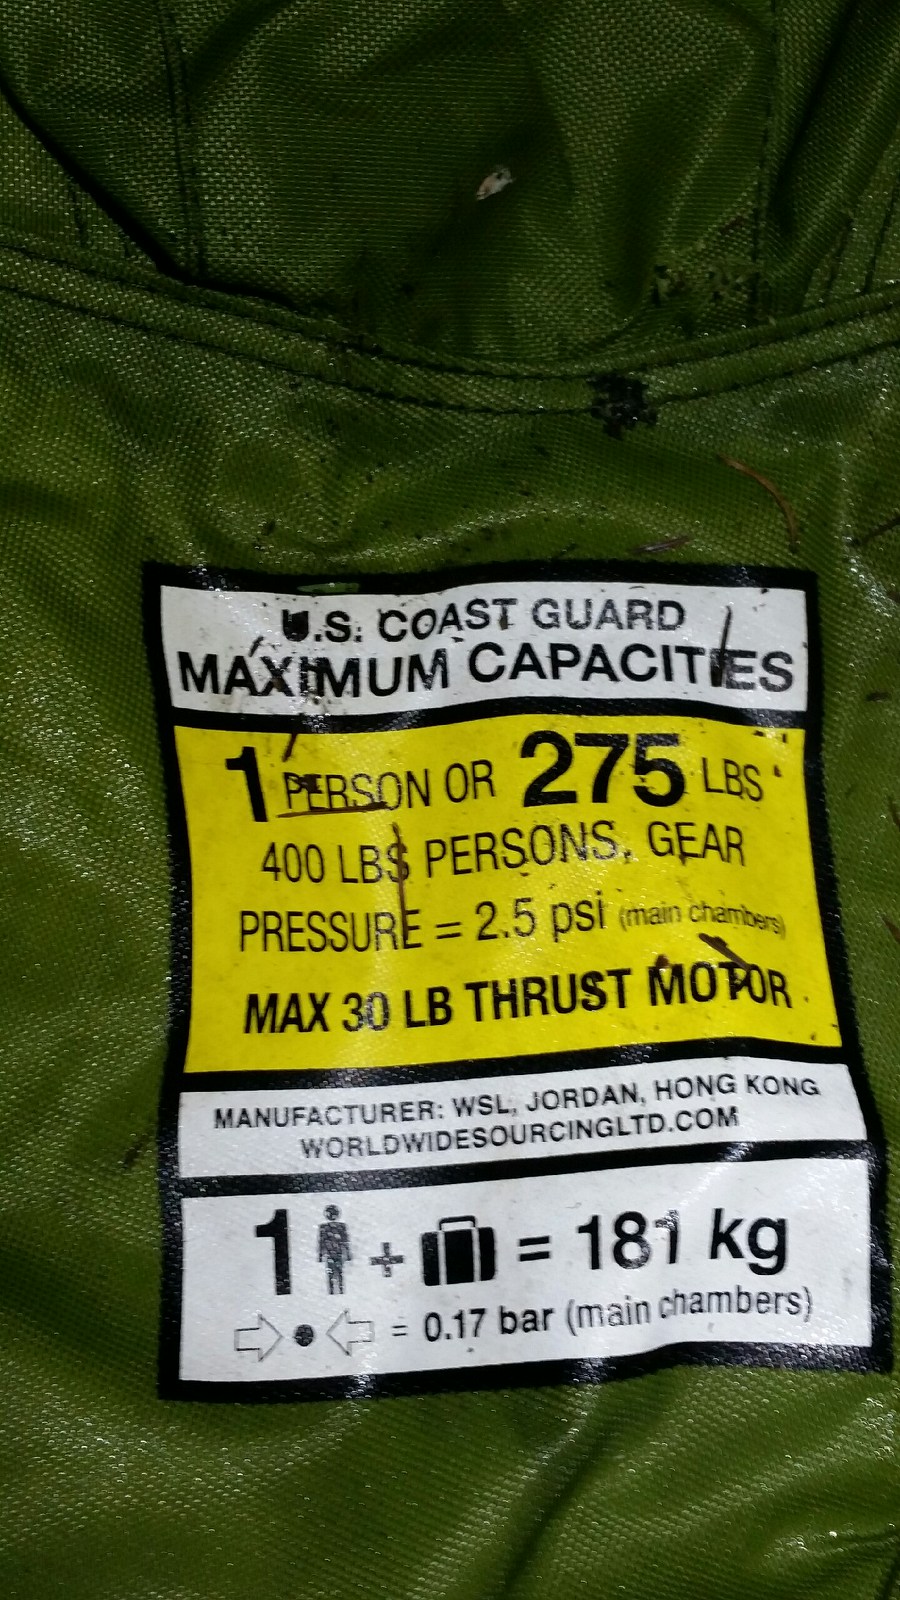 U.S. COAST GUARD
MAXIMUM CAPACITIES
1 PERSON OR 275 LBS
400 LBS PERSONS, GEAR
PRESSURE = 2.5 psi (main chambers)
MAX 30 LB THRUST MOTOR
MANUFACTURER: WSL, JORDAN, HONG KONG
WORLDWIDESOURCINGLTD.COM
1 + = 181 kg
= 0.17 bar (main chambers)